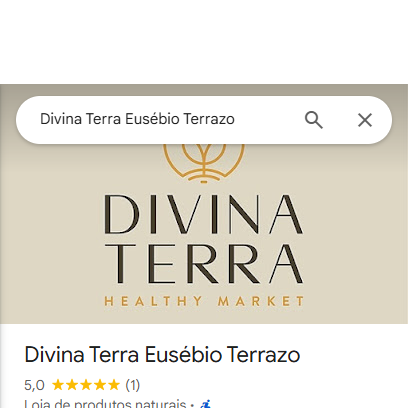 Divina Terra Eusébio Terrazo
DIVINA
TERRA
HEALTHY MARKET
Divina Terra Eusébio Terrazo
5,0 (1)
Loja de produtos naturais ·